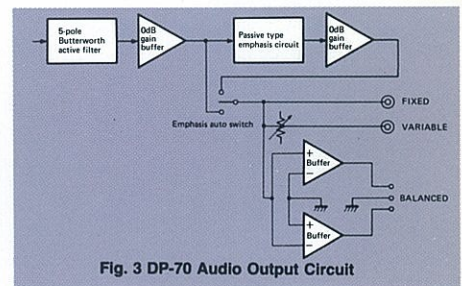 5-pole
Butterworth
active filter
0dB
gain
buffer
Passive type
emphasis circuit
0dB
gain
buffer
FIXED
Emphasis auto switch
VARIABLE
+
Buffer
−
BALANCED
+
Buffer
−
Fig. 3 DP-70 Audio Output Circuit